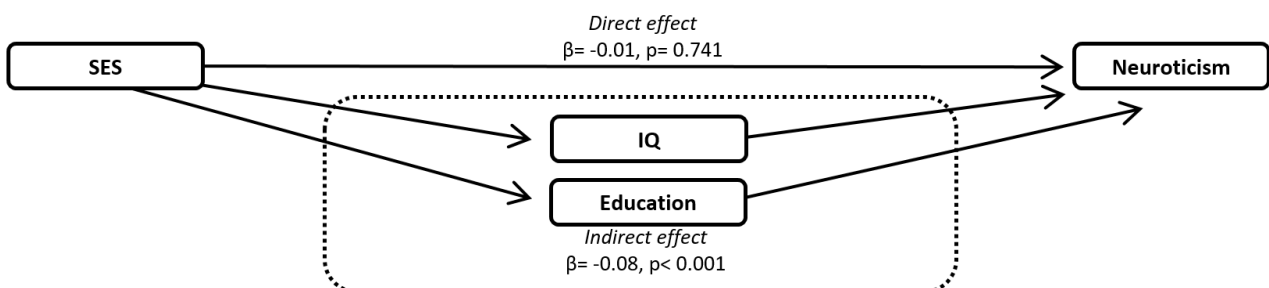 Direct effect
β= -0.01, p= 0.741
SES
Neuroticism
IQ
Education
Indirect effect
β= -0.08, p< 0.001